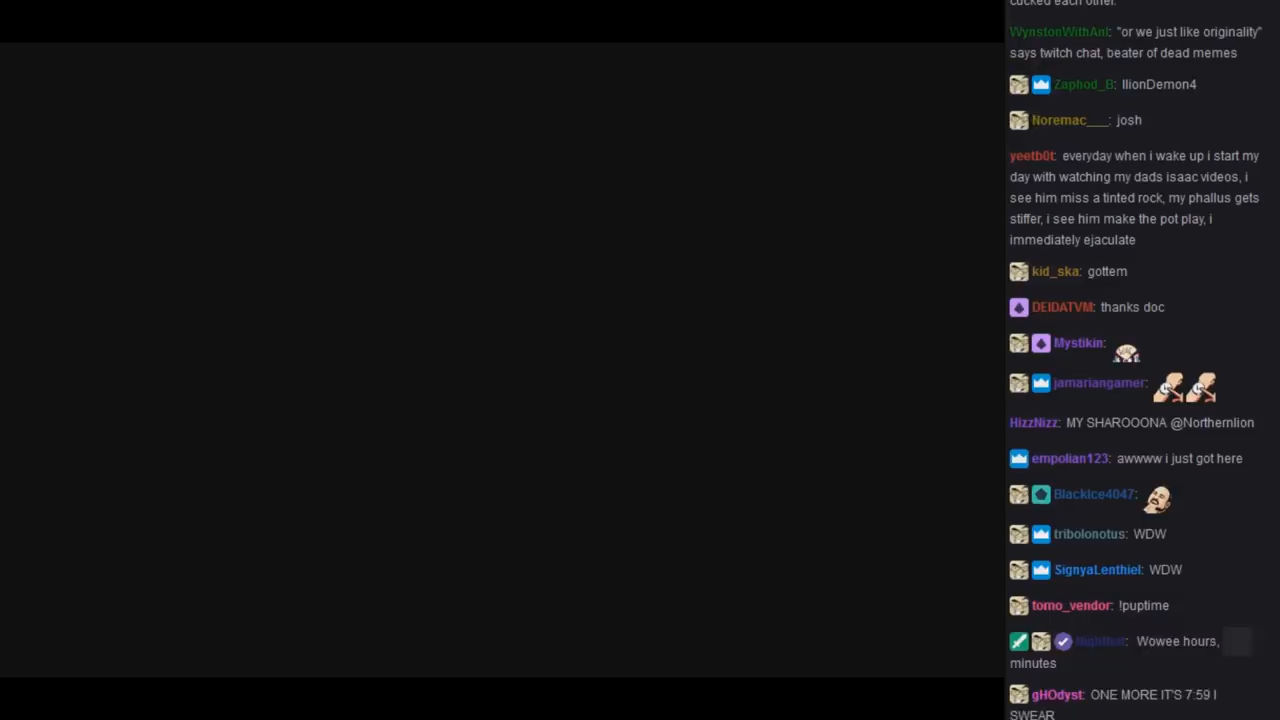 cucked each other.
WynstonWithAnI: "or we just like originality"
says twitch chat, beater of dead memes
Zaphod_B: IlionDemon4
Noremac___: josh
yeetb0t: everyday when i wake up i start my
day with watching my dads isaac videos, i
see him miss a tinted rock, my phallus gets
stiffer, i see him make the pot play, i
immediately ejaculate
kid_ska: gottem
DEIDATVM: thanks doc
Mystikin:
jamariangamer:
HizzNizz: MY SHAROOONA @Northernlion
empolian123: awwww i just got here
BlackIce4047:
tribolonotus: WDW
SignyaLenthiel: WDW
torno_vendor: !puptime
: Wowee hours,
minutes
gHOdyst: ONE MORE IT'S 7:59 I
SWEAR